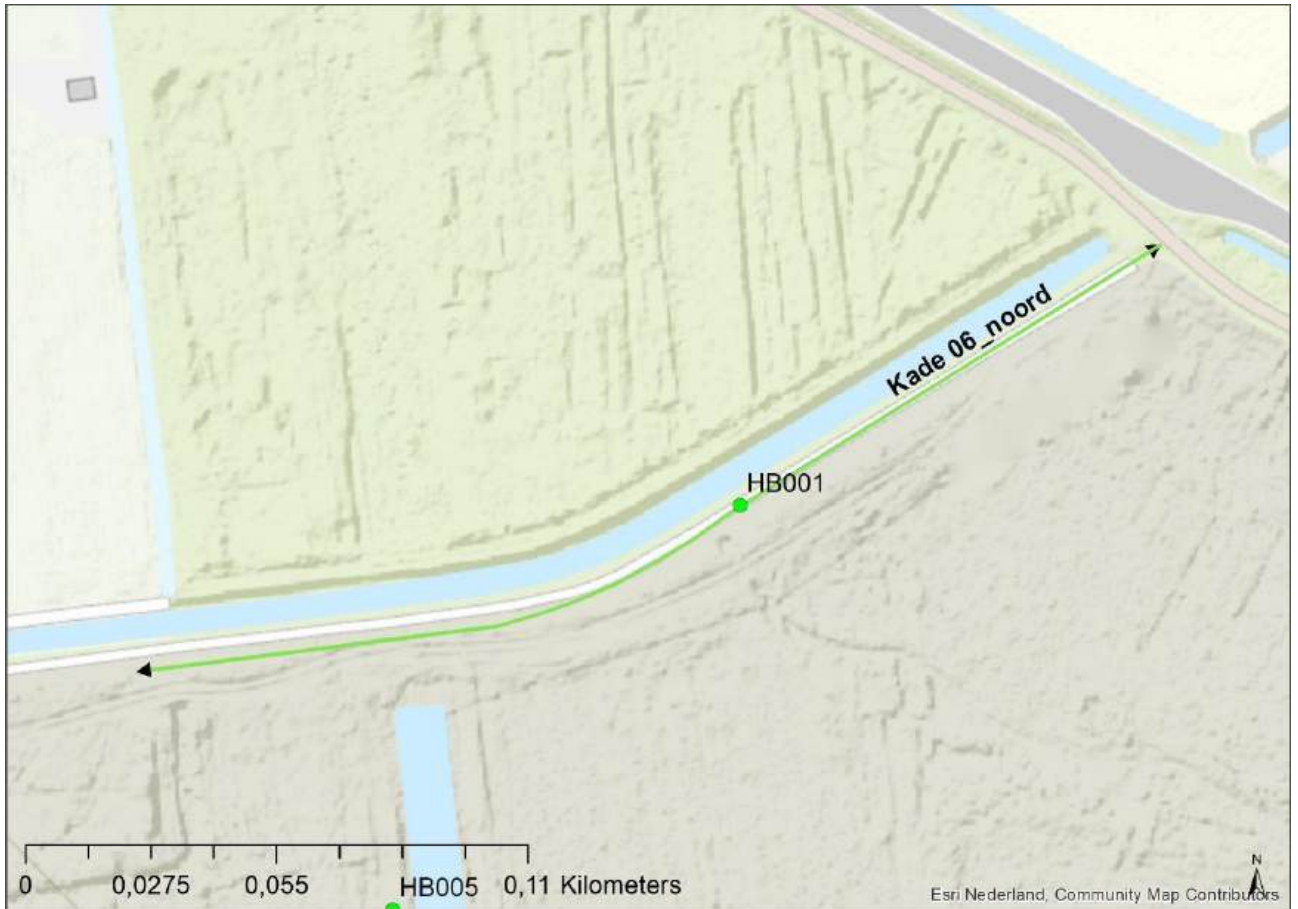 Kade 06_noord
HB001
0 0,0275 0,055 HB005 0,11 Kilometers
N
Esri Nederland, Community Map Contributors